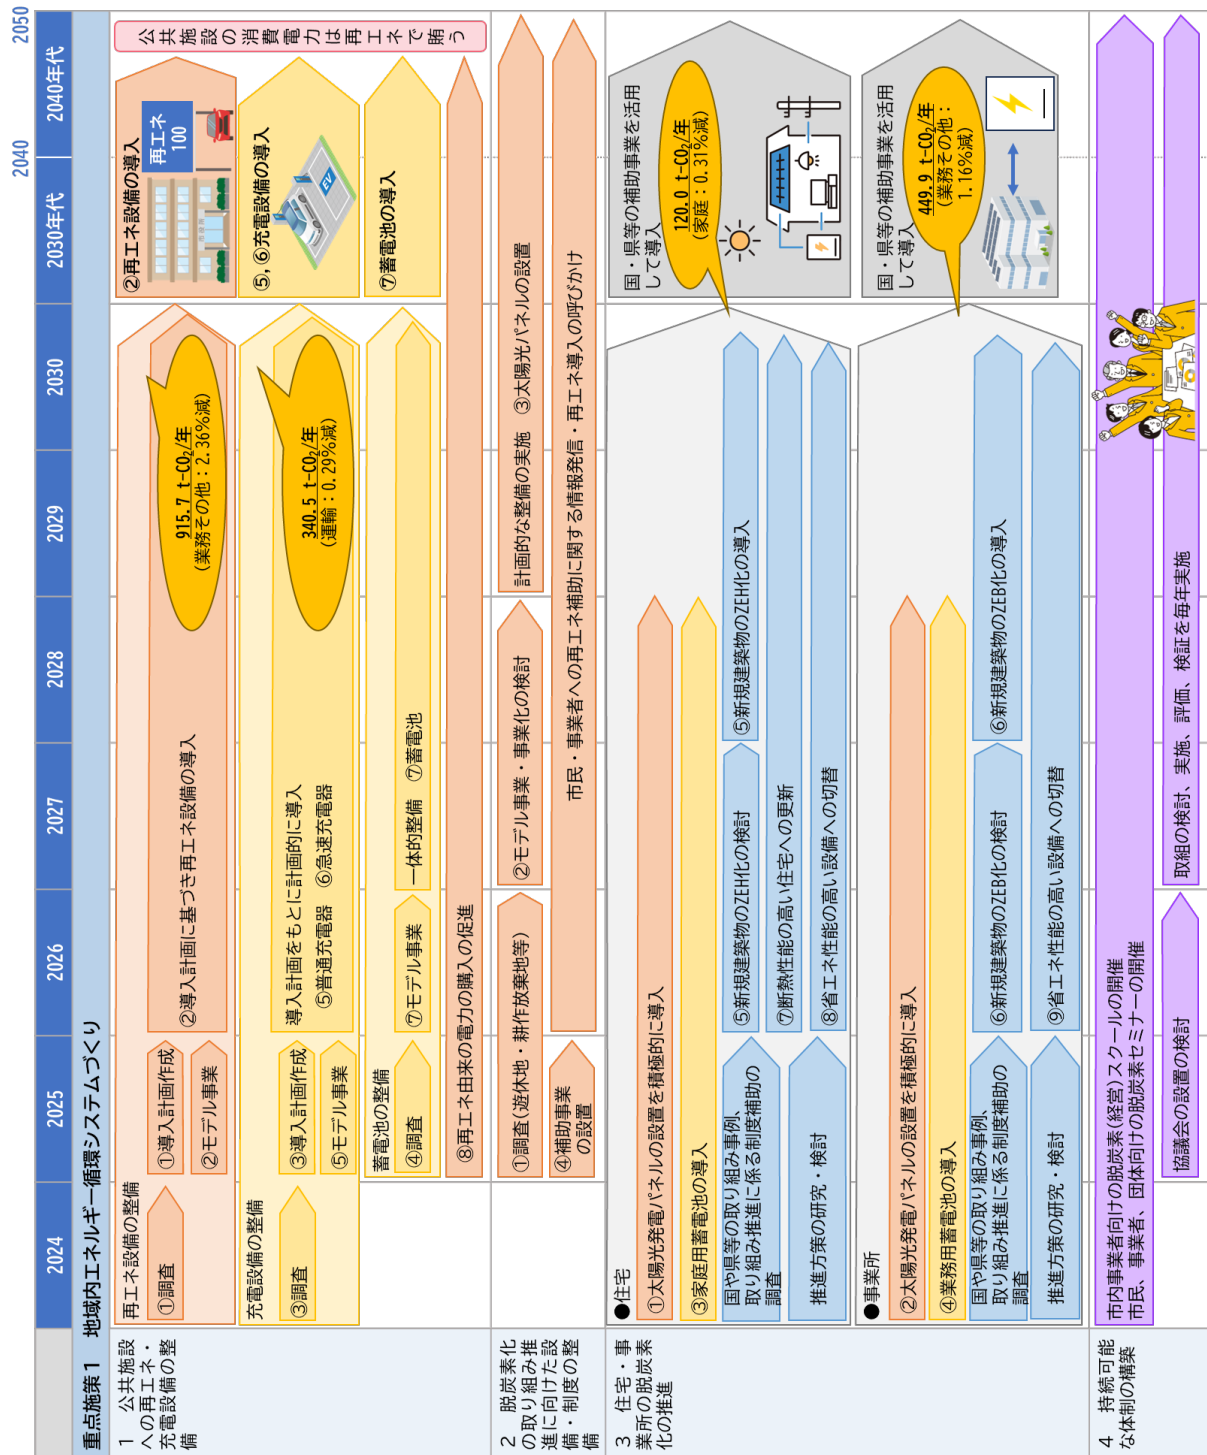 2024
2025
2026
2027
2028
2029
2030
2030年代
2040
2040年代
2050
重点施策1　地域内エネルギー循環システムづくり
1　公共施設
への再エネ・
充電設備の整
備
再エネ設備の整備
①調査
①導入計画作成
②モデル事業
②導入計画に基づき再エネ設備の導入
915.7 t-CO₂/年
(業務その他：2.36%減)
②再エネ設備の導入
再エネ
100
公共施設の消費電力は再エネで賄う
充電設備の整備
③調査
③導入計画作成
⑤モデル事業
導入計画をもとに計画的に導入
⑤普通充電器　⑥急速充電器
340.5 t-CO₂/年
(運輸：0.29%減)
⑤,⑥充電設備の導入
EV
蓄電池の整備
④調査
⑦モデル事業
一体的整備　⑦蓄電池
⑦蓄電池の導入
⑧再エネ由来の電力の購入の促進
2　脱炭素化
の取り組み推
進に向けた設
備・制度の整
備
①調査(遊休地・耕作放棄地等)
②モデル事業・事業化の検討
計画的な整備の実施　③太陽光パネルの設置
④補助事業
の設置
市民・事業者への再エネ補助に関する情報発信・再エネ導入の呼びかけ
3　住宅・事
業所の脱炭素
化の推進
●住宅
①太陽光発電パネルの設置を積極的に導入
③家庭用蓄電池の導入
国や県等の取り組み事例、
取り組み推進に係る制度補助の
調査
⑤新規建築物のZEH化の検討
⑤新規建築物のZEH化の導入
⑦断熱性能の高い住宅への更新
推進方策の研究・検討
⑧省エネ性能の高い設備への切替
国・県等の補助事業を活用
して導入
120.0 t-CO₂/年
(家庭：0.31%減)
●事業所
②太陽光発電パネルの設置を積極的に導入
④業務用蓄電池の導入
国や県等の取り組み事例、
取り組み推進に係る制度補助の
調査
⑥新規建築物のZEB化の検討
⑥新規建築物のZEB化の導入
推進方策の研究・検討
⑨省エネ性能の高い設備への切替
国・県等の補助事業を活用
して導入
449.9 t-CO₂/年
(業務その他：
1.16%減)
4　持続可能
な体制の構築
市内事業者向けの脱炭素(経営)スクールの開催
市民、事業者、団体向けの脱炭素セミナーの開催
協議会の設置の検討
取組の検討、実施、評価、検証を毎年実施